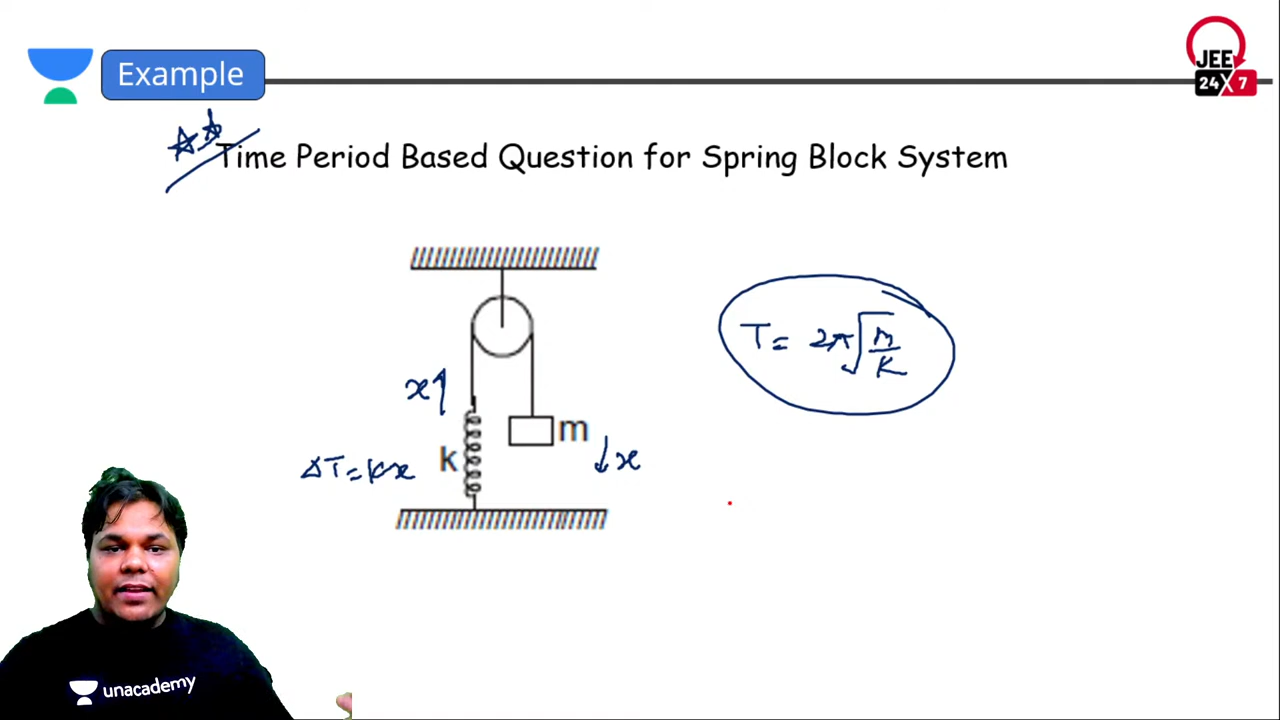 Example
JEE
24X7
Time Period Based Question for Spring Block System
T = 2π√m/K
x↑
k
m
↓x
ΔT = Kx
unacademy